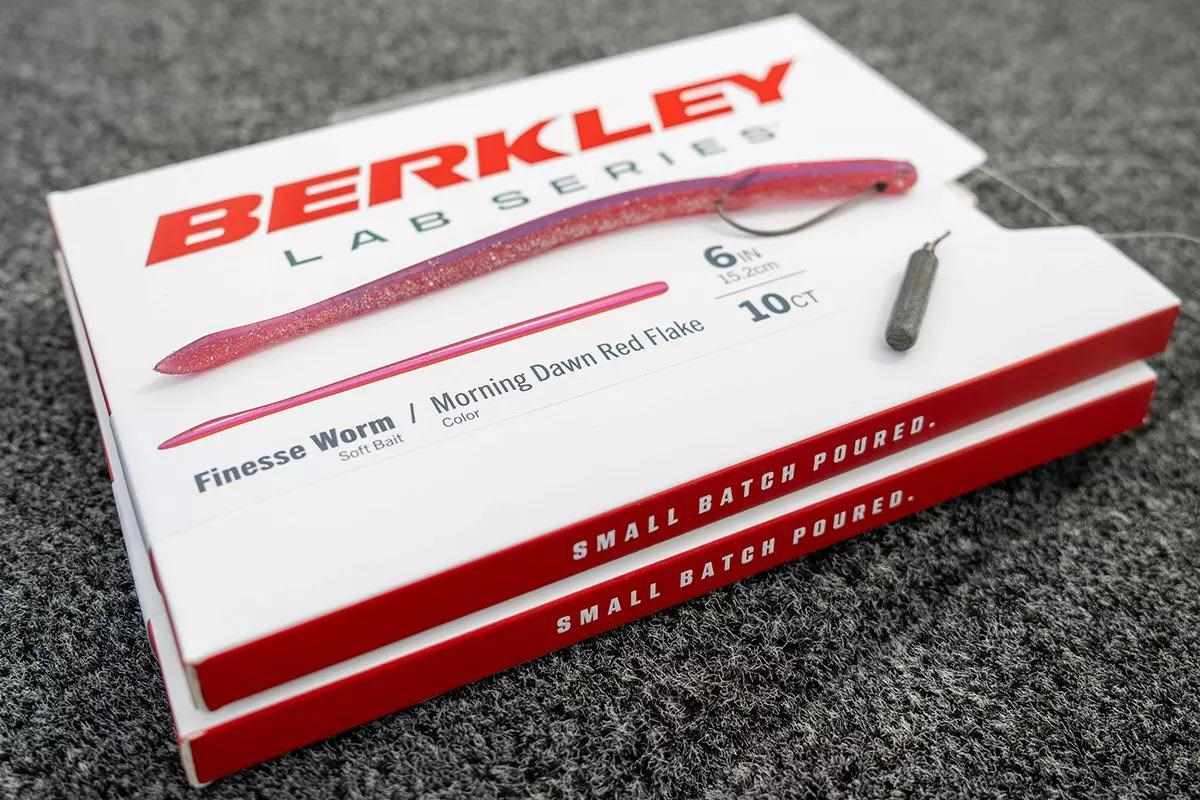 BERKLEY
LAB SERIES
6IN
15.2cm
10CT
Finesse Worm / Morning Dawn Red Flake
Soft Bait Color
SMALL BATCH POURED.
SMALL BATCH POURED.